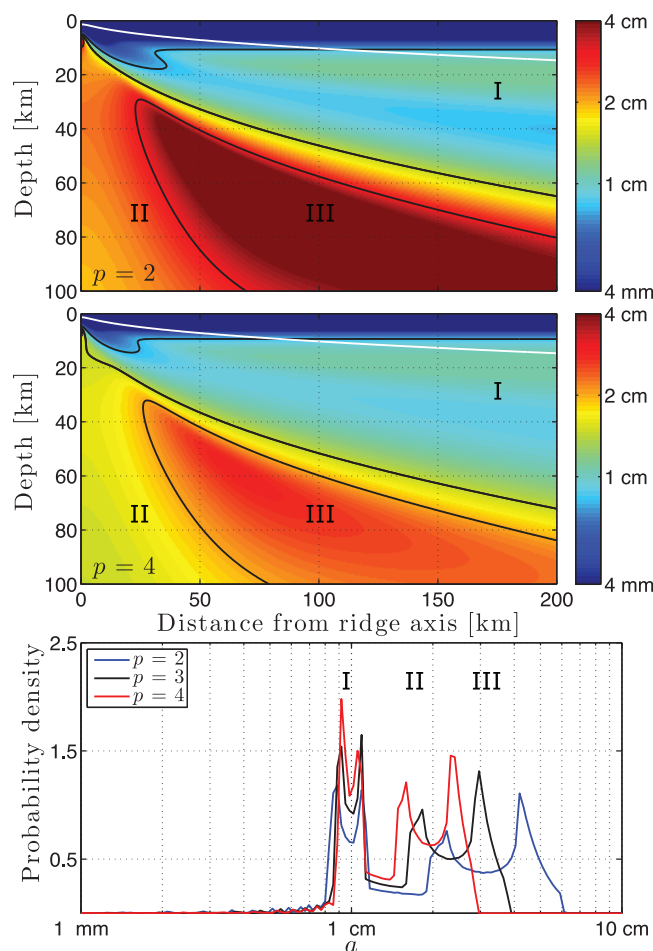 0
20
40
60
80
100
Depth [km]
I
II
III
p = 2
4 cm
2 cm
1 cm
4 mm
0
20
40
60
80
100
Depth [km]
I
II
III
p = 4
4 cm
2 cm
1 cm
4 mm
0 50 100 150 200
Distance from ridge axis [km]
2.5
1.5
0.5
Probability density
p = 2
p = 3
p = 4
I II III
1 mm 1 cm 10 cm
a